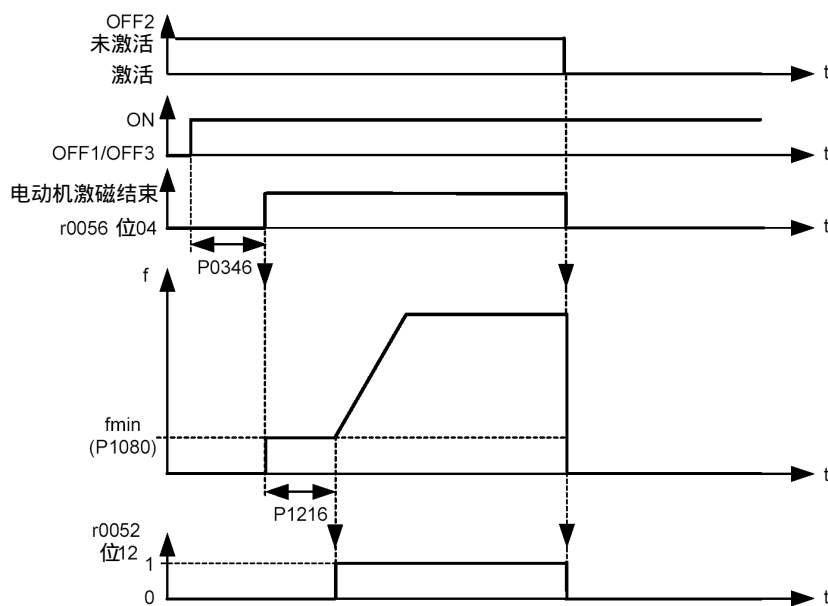 OFF2
未激活
激活
t
ON
OFF1/OFF3
t
电动机激磁结束
r0056 位04
t
P0346
f
fmin
(P1080)
t
P1216
r0052
位12
1
0
t